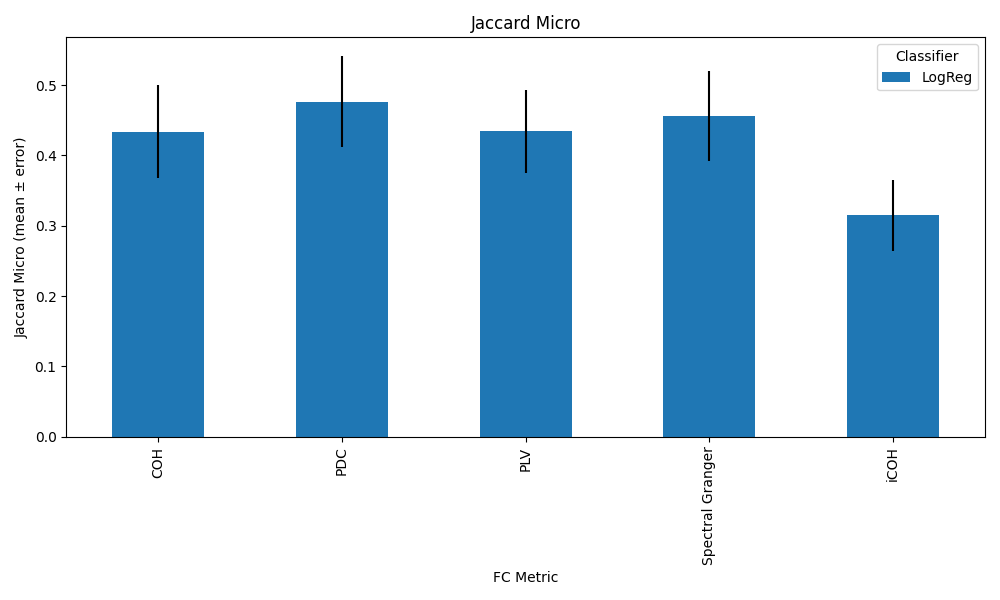 Jaccard Micro
Classifier
LogReg
Jaccard Micro (mean ± error)
0.5
0.4
0.3
0.2
0.1
0.0
COH
PDC
PLV
Spectral Granger
iCOH
FC Metric